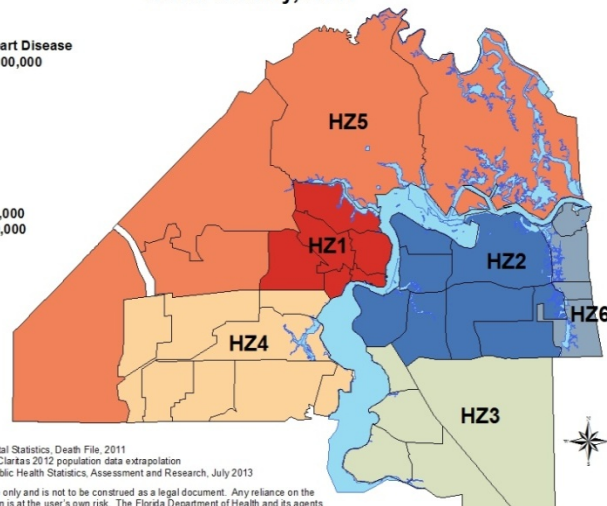 art Disease
00,000
,000
,000
HZ5
HZ1
HZ2
HZ6
HZ4
HZ3
tal Statistics, Death File, 2011
Claritas 2012 population data extrapolation
blic Health Statistics, Assessment and Research, July 2013
only and is not to be construed as a legal document. Any reliance on the
n is at the user's own risk. The Florida Department of Health and its agents